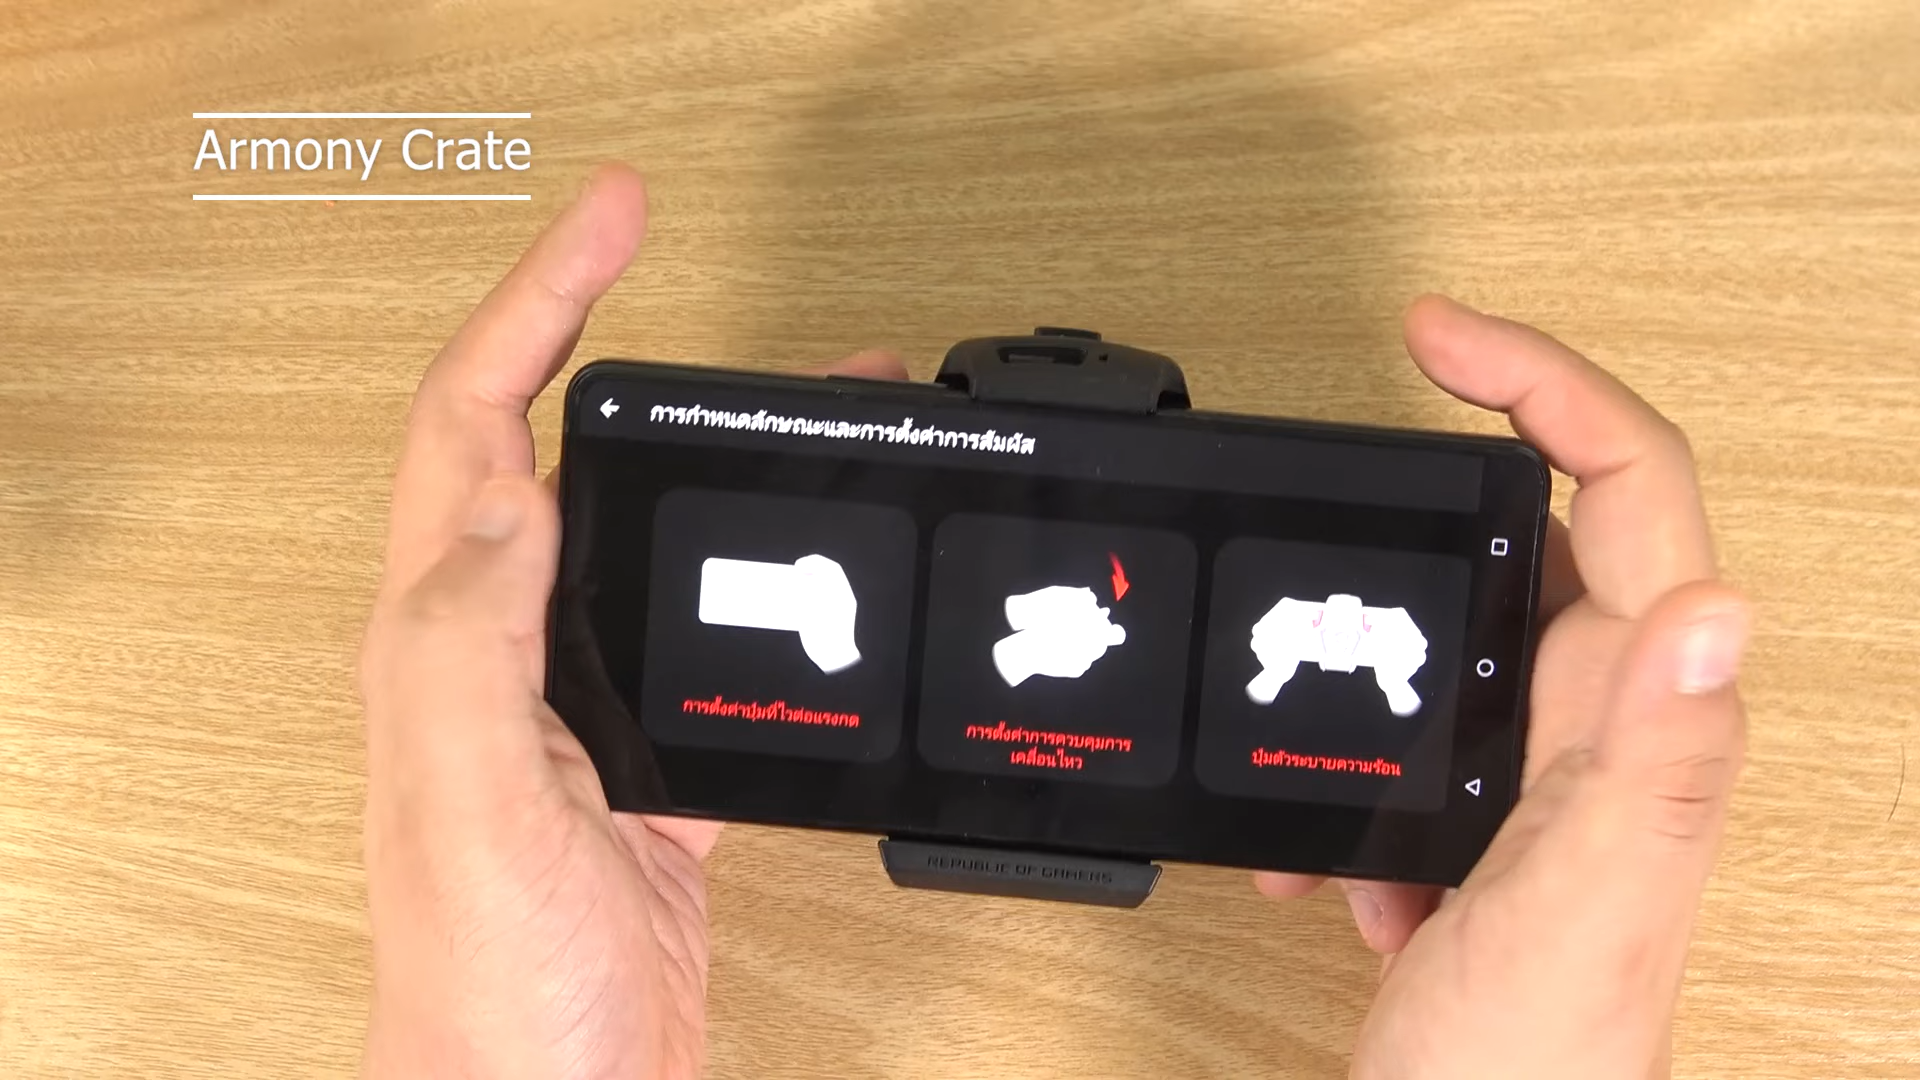 Armony Crate
การกำหนดลักษณะและการตั้งค่าการสัมผัส
การตั้งค่าปุ่มที่ไวต่อแรงกด
การตั้งค่าการควบคุมการ
เคลื่อนไหว
ปุ่มตัวระบายความร้อน
REPUBLIC OF GAMERS